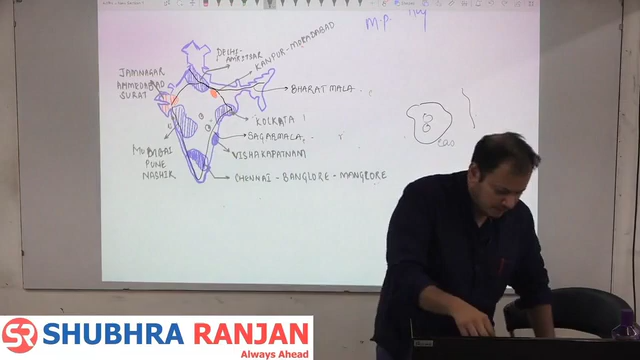 M.P.
DELHI-
AMRITSAR
KANPUR-MORADABAD
JAMNAGAR
AHMEDABAD
SURAT
BHARAT MALA
KOLKATA
SAGARMALA
MUMBAI
PUNE
NASHIK
VISHAKAPATNAM
CHENNAI - BANGLORE - MANGLORE
SR SHUBHRA RANJAN
Always Ahead